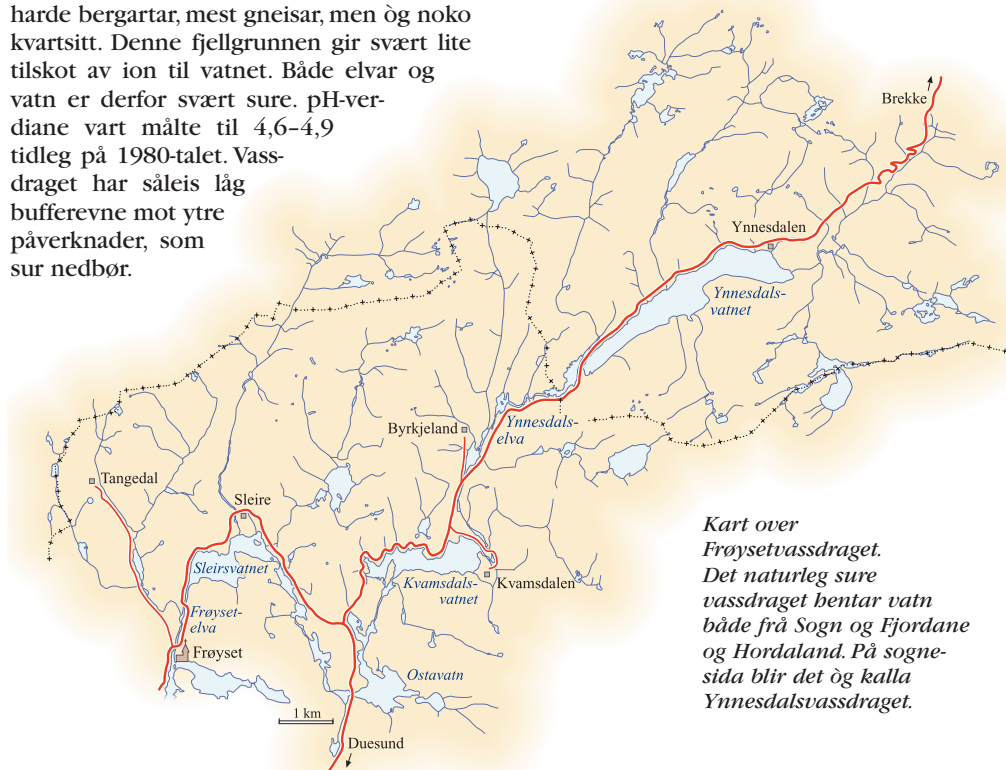 harde bergartar, mest gneisar, men òg noko
kvartsitt. Denne fjellgrunnen gir svært lite
tilskot av ion til vatnet. Både elvar og
vatn er derfor svært sure. pH-ver-
diane vart målte til 4,6–4,9
tidleg på 1980-talet. Vass-
draget har såleis låg
bufferevne mot ytre
påverknader, som
sur nedbør.
Brekke
Ynnesdalen
Ynnesdals-
vatnet
Byrkjeland
Ynnesdals-
elva
Tangedal
Sleire
Sleirsvatnet
Kvamsdals-
vatnet
Kvamsdalen
Frøyset-
elva
Frøyset
Ostavatn
1 km
Duesund
Kart over
Frøysetvassdraget.
Det naturleg sure
vassdraget hentar vatn
både frå Sogn og Fjordane
og Hordaland. På sogne-
sida blir det òg kalla
Ynnesdalsvassdraget.